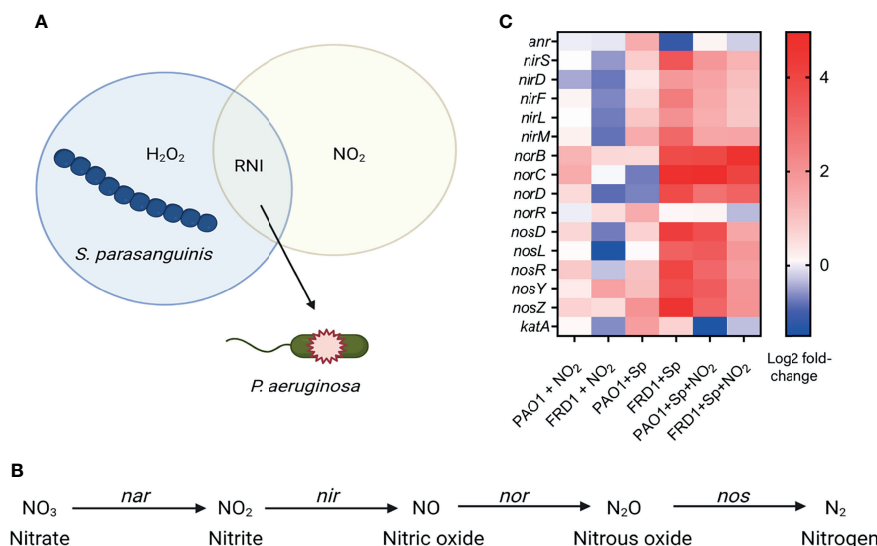 A
H₂O₂
RNI
NO₂
S. parasanguinis
P. aeruginosa
C
anr
nirS
nirD
nirF
nirL
nirM
norB
norC
norD
norR
nosD
nosL
nosR
nosY
nosZ
katA
PAO1 + NO₂
FRD1 + NO₂
PAO1+Sp
FRD1+Sp
PAO1+Sp+NO₂
FRD1+Sp+NO₂
4
2
0
Log2 fold-
change
B
NO₃ nar NO₂ nir NO nor N₂O nos N₂
Nitrate Nitrite Nitric oxide Nitrous oxide Nitrogen